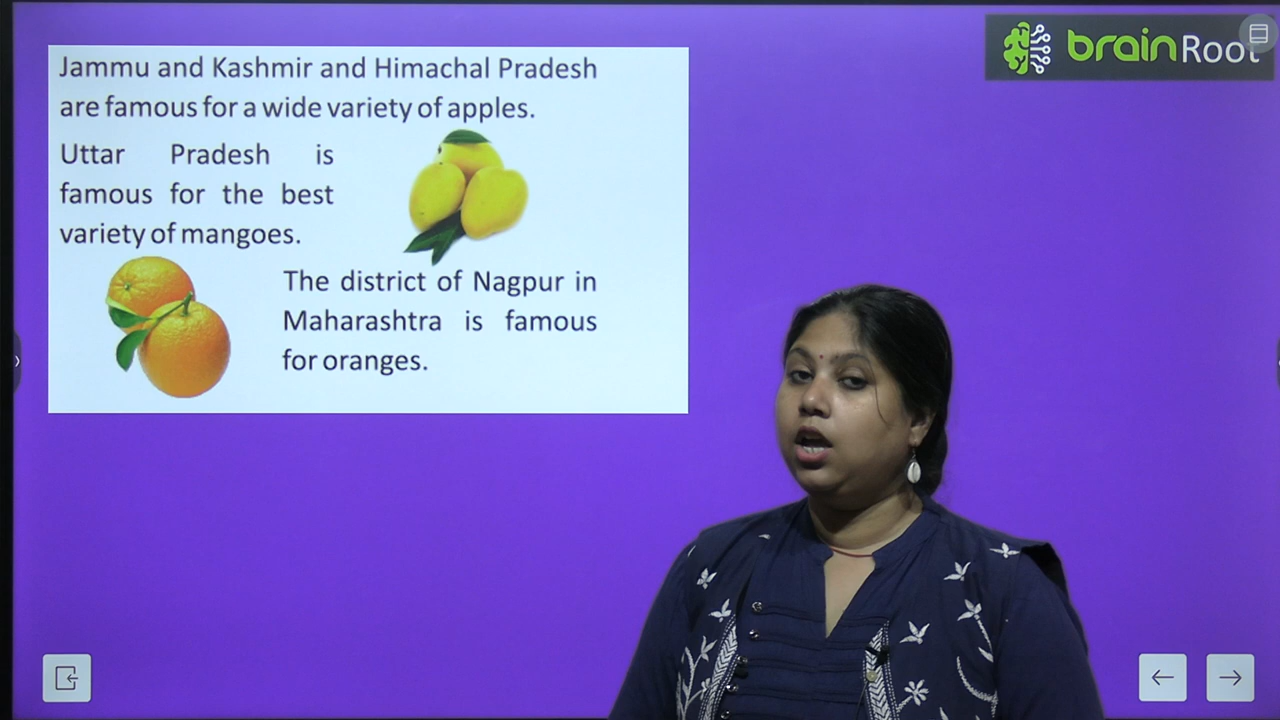 Jammu and Kashmir and Himachal Pradesh
are famous for a wide variety of apples.
Uttar Pradesh is
famous for the best
variety of mangoes.
The district of Nagpur in
Maharashtra is famous
for oranges.
brainRoot